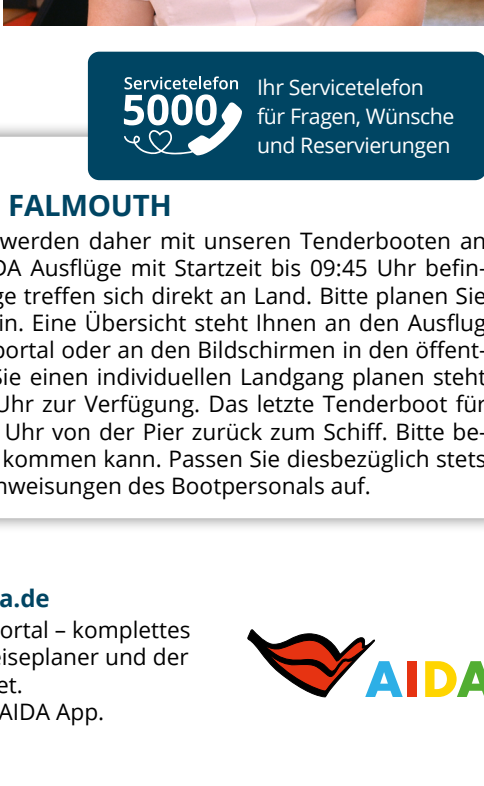 Servicetelefon
5000
Ihr Servicetelefon
für Fragen, Wünsche
und Reservierungen
FALMOUTH
werden daher mit unseren Tenderbooten an
DA Ausflüge mit Startzeit bis 09:45 Uhr befin-
ge treffen sich direkt an Land. Bitte planen Sie
in. Eine Übersicht steht Ihnen an den Ausflug
portal oder an den Bildschirmen in den öffent-
Sie einen individuellen Landgang planen steht
Uhr zur Verfügung. Das letzte Tenderboot für
Uhr von der Pier zurück zum Schiff. Bitte be-
kommen kann. Passen Sie diesbezüglich stets
nweisungen des Bootpersonals auf.
a.de
ortal – komplettes
eiseplaner und der
et.
AIDA App.
AIDA